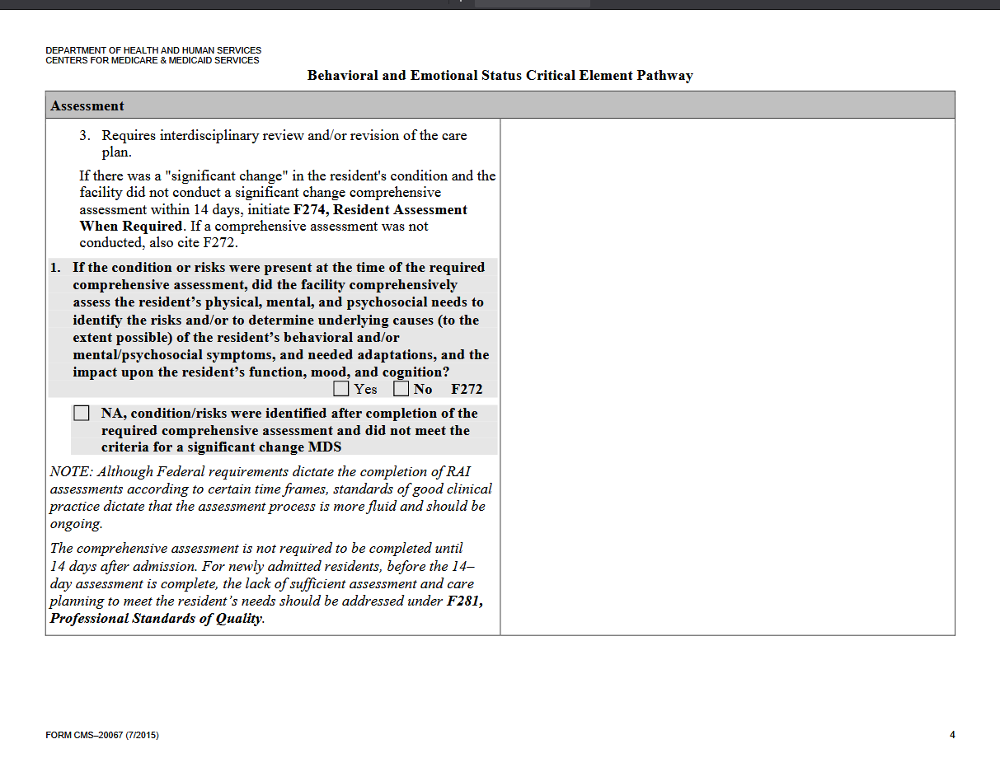 DEPARTMENT OF HEALTH AND HUMAN SERVICES
CENTERS FOR MEDICARE & MEDICAID SERVICES
Behavioral and Emotional Status Critical Element Pathway
Assessment
3. Requires interdisciplinary review and/or revision of the care
plan.
If there was a "significant change" in the resident's condition and the
facility did not conduct a significant change comprehensive
assessment within 14 days, initiate F274, Resident Assessment
When Required. If a comprehensive assessment was not
conducted, also cite F272.
1. If the condition or risks were present at the time of the required
comprehensive assessment, did the facility comprehensively
assess the resident’s physical, mental, and psychosocial needs to
identify the risks and/or to determine underlying causes (to the
extent possible) of the resident’s behavioral and/or
mental/psychosocial symptoms, and needed adaptations, and the
impact upon the resident’s function, mood, and cognition?
Yes No F272
NA, condition/risks were identified after completion of the
required comprehensive assessment and did not meet the
criteria for a significant change MDS
NOTE: Although Federal requirements dictate the completion of RAI
assessments according to certain time frames, standards of good clinical
practice dictate that the assessment process is more fluid and should be
ongoing.
The comprehensive assessment is not required to be completed until
14 days after admission. For newly admitted residents, before the 14–
day assessment is complete, the lack of sufficient assessment and care
planning to meet the resident’s needs should be addressed under F281,
Professional Standards of Quality.
FORM CMS–20067 (7/2015)
4